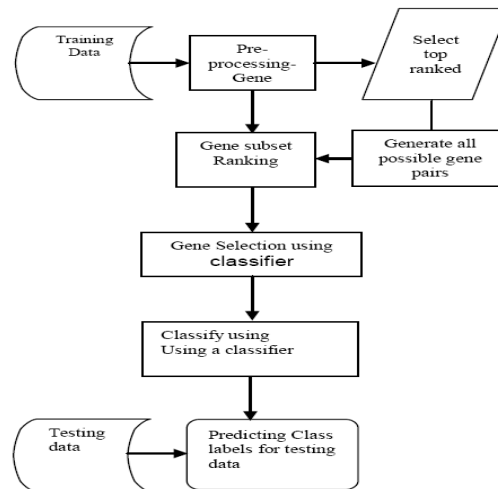 Training
Data
Pre-
processing-
Gene
Select
top
ranked
Gene subset
Ranking
Generate all
possible gene
pairs
Gene Selection using
classifier
Classify using
Using a classifier
Testing
data
Predicting Class
labels for testing
data